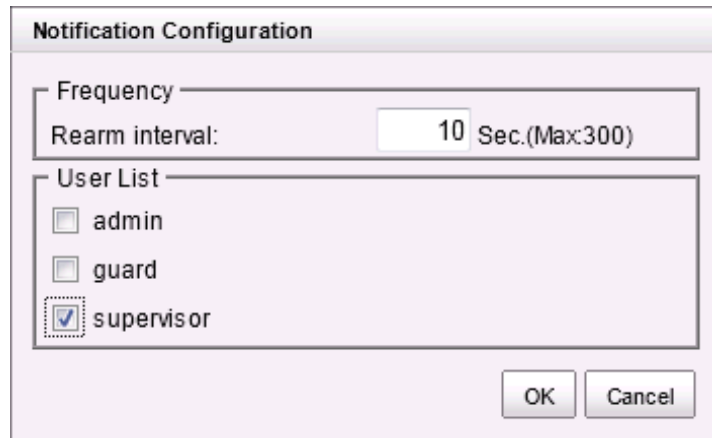 Notification Configuration
Frequency
Rearm interval: 10 Sec.(Max:300)
User List
admin
guard
supervisor
OK Cancel